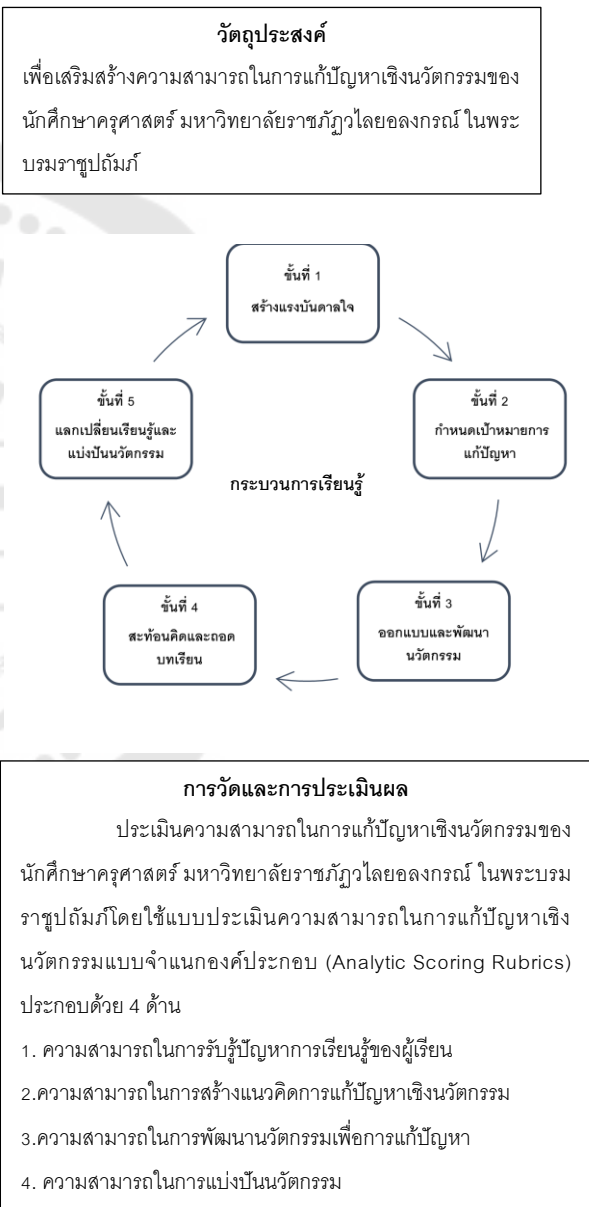 วัตถุประสงค์
เพื่อเสริมสร้างความสามารถในการแก้ปัญหาเชิงนวัตกรรมของ
นักศึกษาครุศาสตร์ มหาวิทยาลัยราชภัฏวไลยอลงกรณ์ ในพระ
บรมราชูปถัมภ์
ขั้นที่ 1
สร้างแรงบันดาลใจ
ขั้นที่ 2
กำหนดเป้าหมายการ
แก้ปัญหา
ขั้นที่ 3
ออกแบบและพัฒนา
นวัตกรรม
ขั้นที่ 4
สะท้อนคิดและถอด
บทเรียน
ขั้นที่ 5
แลกเปลี่ยนเรียนรู้และ
แบ่งปันนวัตกรรม
กระบวนการเรียนรู้
การวัดและการประเมินผล
ประเมินความสามารถในการแก้ปัญหาเชิงนวัตกรรมของ
นักศึกษาครุศาสตร์ มหาวิทยาลัยราชภัฏวไลยอลงกรณ์ ในพระบรม
ราชูปถัมภ์โดยใช้แบบประเมินความสามารถในการแก้ปัญหาเชิง
นวัตกรรมแบบจำแนกองค์ประกอบ (Analytic Scoring Rubrics)
ประกอบด้วย 4 ด้าน
1. ความสามารถในการรับรู้ปัญหาการเรียนรู้ของผู้เรียน
2.ความสามารถในการสร้างแนวคิดการแก้ปัญหาเชิงนวัตกรรม
3.ความสามารถในการพัฒนานวัตกรรมเพื่อการแก้ปัญหา
4. ความสามารถในการแบ่งปันนวัตกรรม